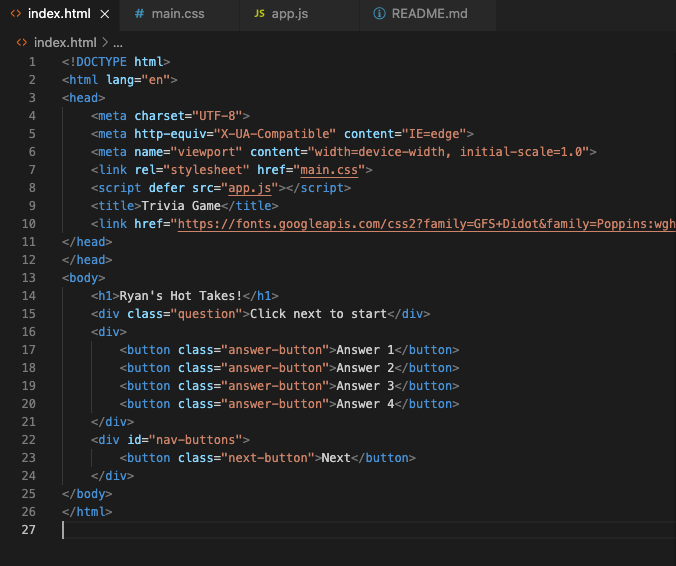 index.html × # main.css JS app.js README.md
index.html > ...
1 <!DOCTYPE html>
2 <html lang="en">
3 <head>
4 <meta charset="UTF-8">
5 <meta http-equiv="X-UA-Compatible" content="IE=edge">
6 <meta name="viewport" content="width=device-width, initial-scale=1.0">
7 <link rel="stylesheet" href="main.css">
8 <script defer src="app.js"></script>
9 <title>Trivia Game</title>
10 <link href="https://fonts.googleapis.com/css2?family=GFS+Didot&family=Poppins:wgh
11 </head>
12 </head>
13 <body>
14 <h1>Ryan's Hot Takes!</h1>
15 <div class="question">Click next to start</div>
16 <div>
17 <button class="answer-button">Answer 1</button>
18 <button class="answer-button">Answer 2</button>
19 <button class="answer-button">Answer 3</button>
20 <button class="answer-button">Answer 4</button>
21 </div>
22 <div id="nav-buttons">
23 <button class="next-button">Next</button>
24 </div>
25 </body>
26 </html>
27